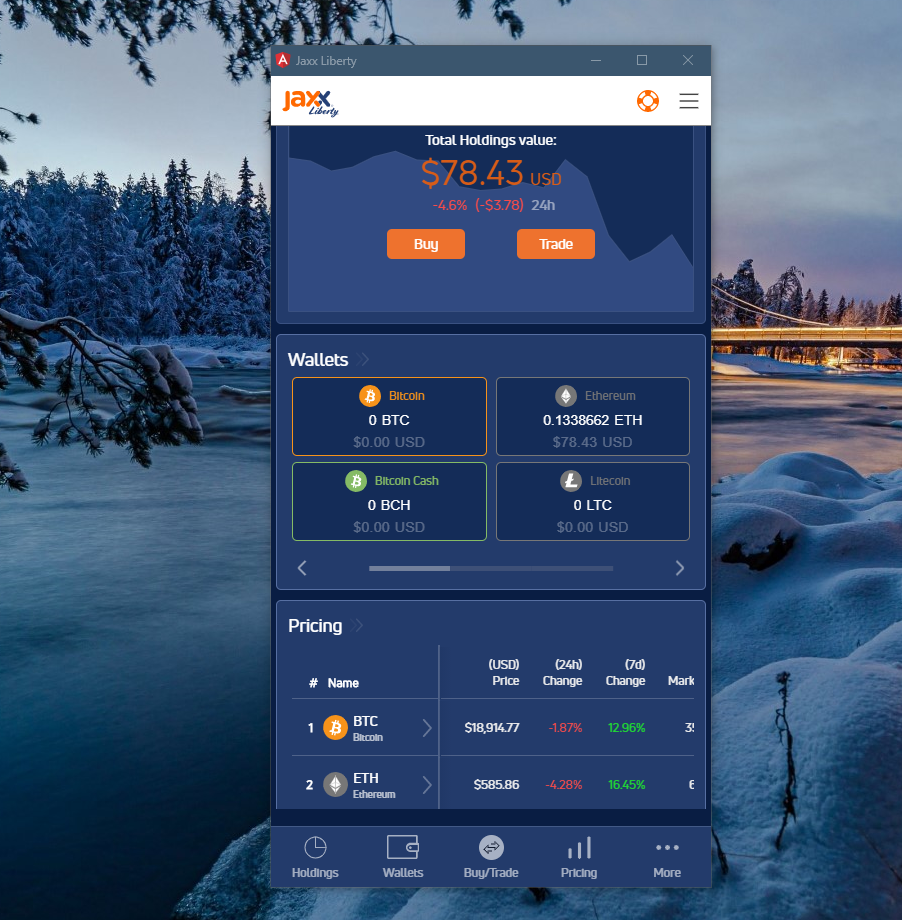 Jaxx Liberty
jaxx
Liberty
Total Holdings value:
$78.43 USD
-4.6% (-$3.78) 24h
Buy Trade
Wallets
Bitcoin
0 BTC
$0.00 USD
Ethereum
0.1338662 ETH
$78.43 USD
Bitcoin Cash
0 BCH
$0.00 USD
Litecoin
0 LTC
$0.00 USD
Pricing
# Name (USD) Price (24h) Change (7d) Change Mark
1 BTC Bitcoin $18,914.77 -1.87% 12.96%
2 ETH Ethereum $585.86 -4.28% 16.45%
Holdings Wallets Buy/Trade Pricing More